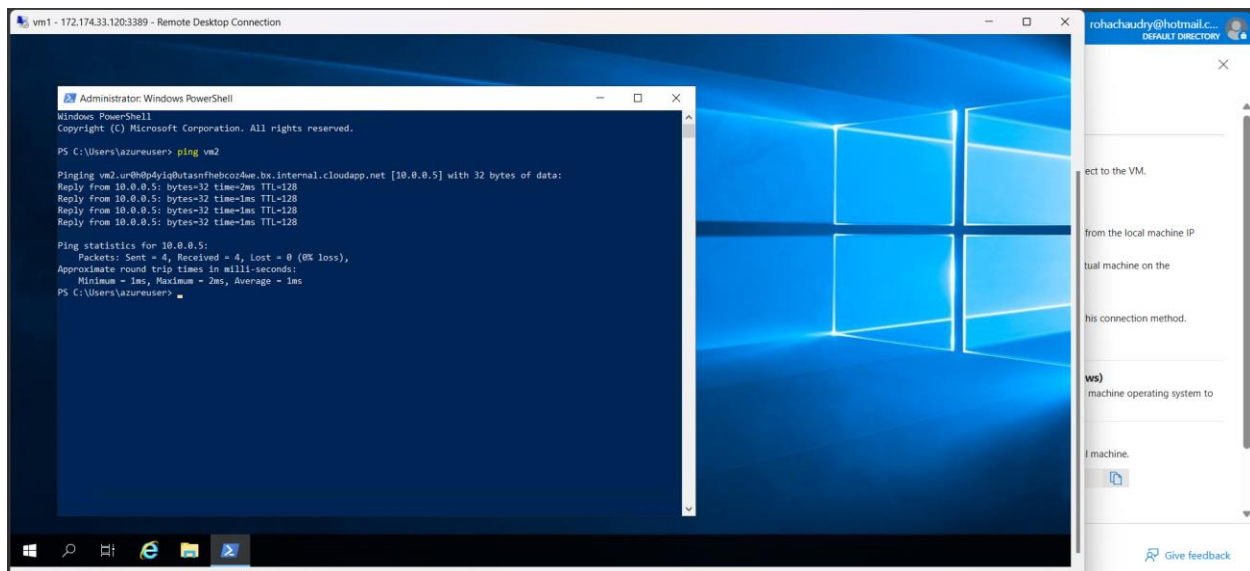 vm1 - 172.174.33.120:3389 - Remote Desktop Connection
rohachaudry@hotmail.c...
DEFAULT DIRECTORY
Administrator: Windows PowerShell
Windows PowerShell
Copyright (C) Microsoft Corporation. All rights reserved.
PS C:\Users\azureuser> ping vm2
Pinging vm2.ur0h0p4yiq0utasnfhebcoz4we.bx.internal.cloudapp.net [10.0.0.5] with 32 bytes of data:
Reply from 10.0.0.5: bytes=32 time=2ms TTL=128
Reply from 10.0.0.5: bytes=32 time=1ms TTL=128
Reply from 10.0.0.5: bytes=32 time=1ms TTL=128
Reply from 10.0.0.5: bytes=32 time=1ms TTL=128
Ping statistics for 10.0.0.5:
Packets: Sent = 4, Received = 4, Lost = 0 (0% loss),
Approximate round trip times in milli-seconds:
Minimum = 1ms, Maximum = 2ms, Average = 1ms
PS C:\Users\azureuser>
ect to the VM.
from the local machine IP
tual machine on the
his connection method.
ws)
machine operating system to
l machine.
Give feedback